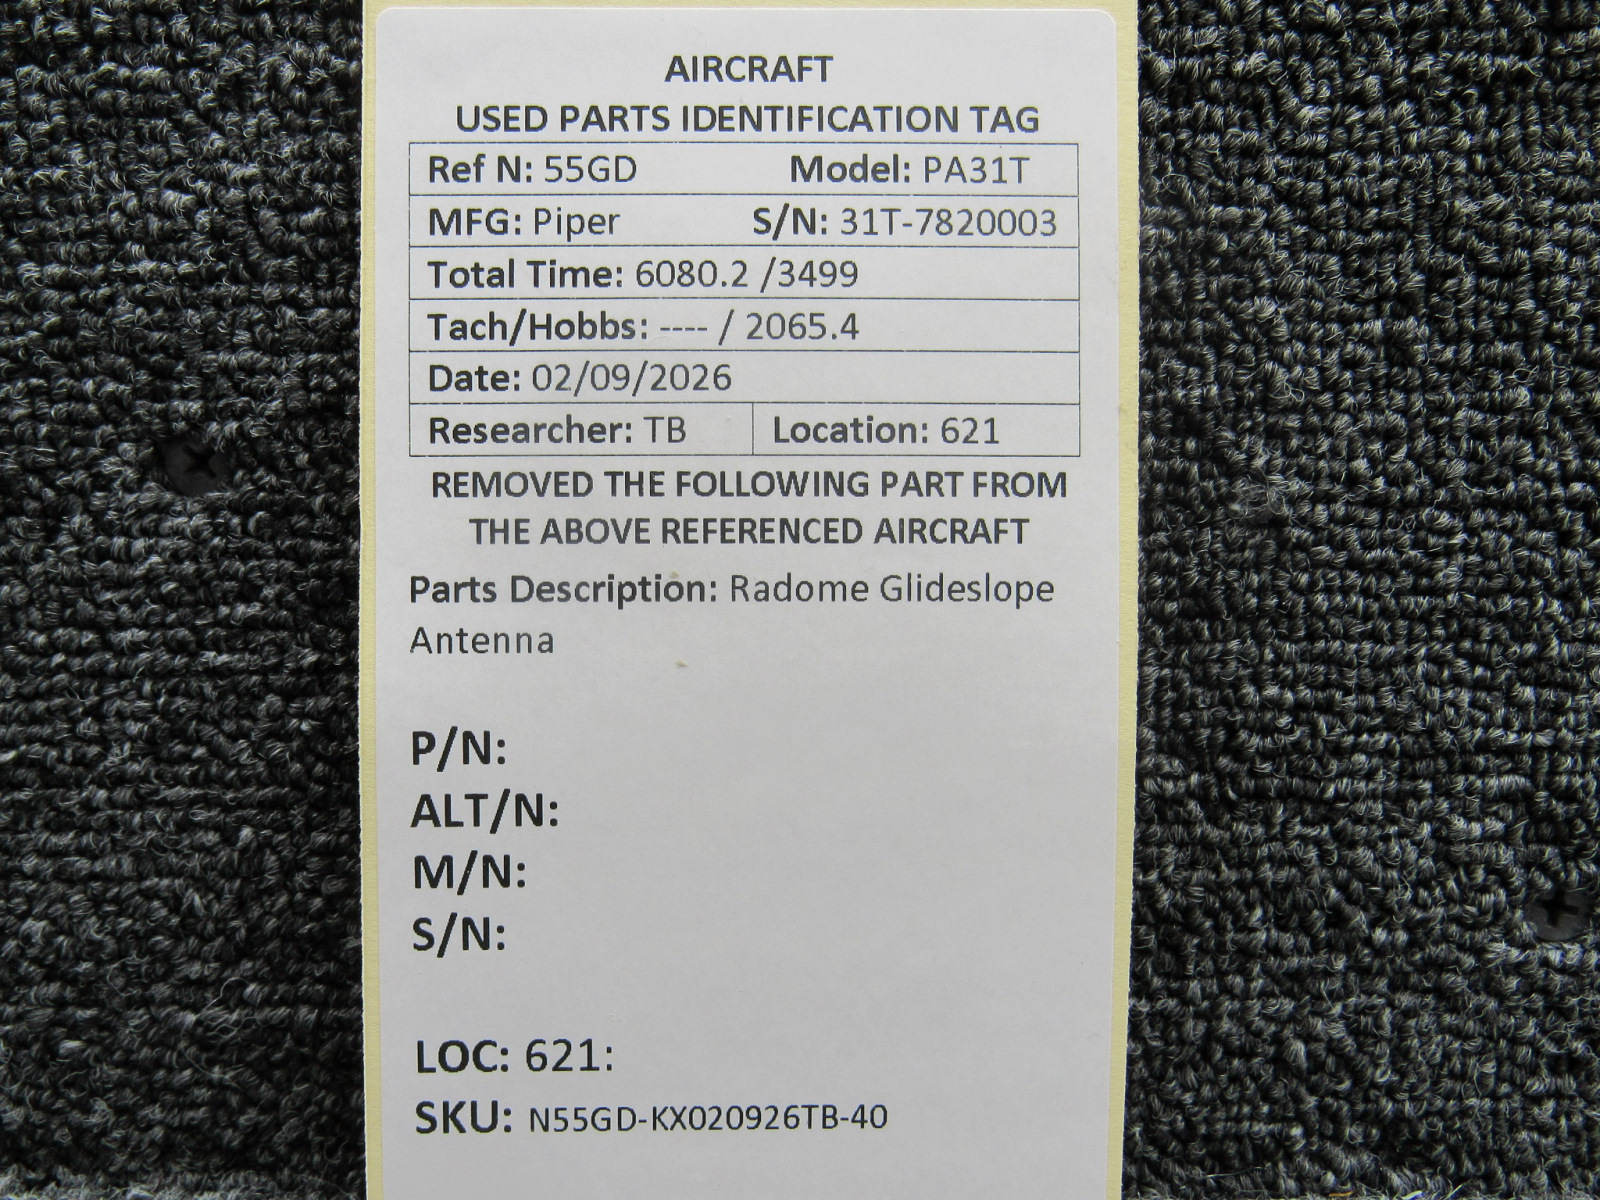 AIRCRAFT
USED PARTS IDENTIFICATION TAG
Ref N: 55GD Model: PA31T
MFG: Piper S/N: 31T-7820003
Total Time: 6080.2 /3499
Tach/Hobbs: ---- / 2065.4
Date: 02/09/2026
Researcher: TB Location: 621
REMOVED THE FOLLOWING PART FROM
THE ABOVE REFERENCED AIRCRAFT
Parts Description: Radome Glideslope
Antenna
P/N:
ALT/N:
M/N:
S/N:
LOC: 621:
SKU: N55GD-KX020926TB-40